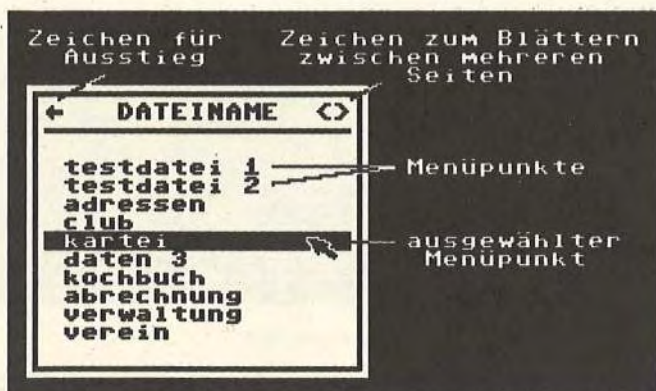 Zeichen für
Ausstieg
Zeichen zum Blättern
zwischen mehreren
Seiten
← DATEINAME <>
testdatei 1
testdatei 2
adressen
club
kartei
daten 3
kochbuch
abrechnung
verwaltung
verein
Menüpunkte
ausgewählter
Menüpunkt